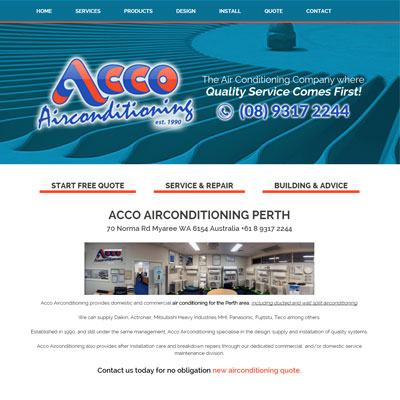 HOME SERVICES PRODUCTS DESIGN INSTALL QUOTE CONTACT
ACCO
Airconditioning
est. 1990
The Air Conditioning Company where
Quality Service Comes First!
(08) 9317 2244
START FREE QUOTE
SERVICE & REPAIR
BUILDING & ADVICE
ACCO AIRCONDITIONING PERTH
70 Norma Rd Myaree WA 6154 Australia +61 8 9317 2244
Acco Airconditioning provides domestic and commercial air conditioning for the Perth area, including ducted and wall split airconditioning
We can supply Daikin, Actronair, Mitsubishi Heavy Industries MHI, Panasonic, Fujitsu, Teco among others.
Established in 1990, and still under the same management, Acco Airconditioning specialise in the design, supply and installation of quality systems.
Acco Airconditioning also provides after installation care and breakdown repairs through our dedicated commercial and/or domestic service
maintenance division.
Contact us today for no obligation new airconditioning quote.